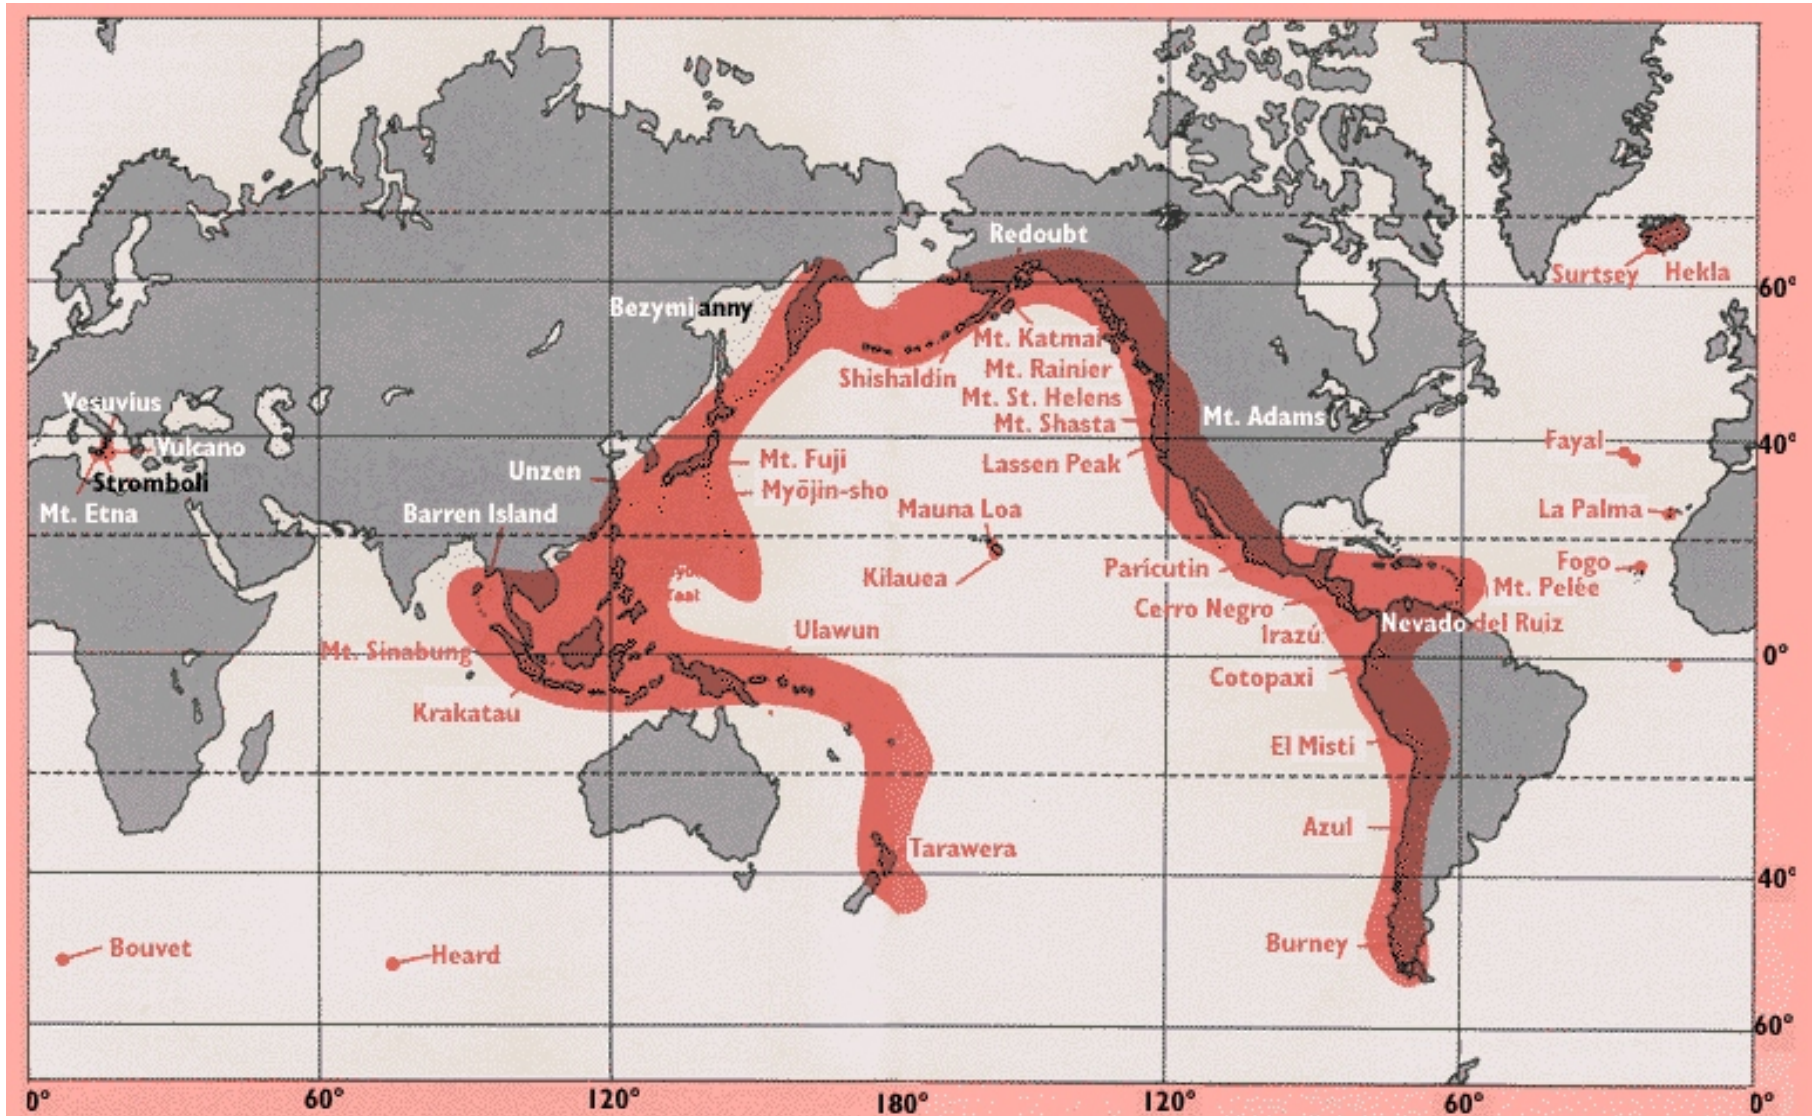 Redoubt
Surtsey
Hekla
60°
Bezymianny
Mt. Katmai
Shishaldin
Mt. Rainier
Mt. St. Helens
Mt. Shasta
Mt. Adams
Vesuvius
Vulcano
Stromboli
Mt. Etna
Unzen
Barren Island
Mt. Fuji
Myōjin-sho
Lassen Peak
Fayal
40°
Mauna Loa
Kilauea
La Palma
Fogo
Parícutin
Mt. Pelée
Cerro Negro
Nevado del Ruiz
Irazú
Taal
Ulawun
Mt. Sinabung
0°
Cotopaxi
Krakatau
El Misti
Azul
Tarawera
40°
Burney
Bouvet
Heard
60°
0°
60°
120°
180°
120°
60°
0°